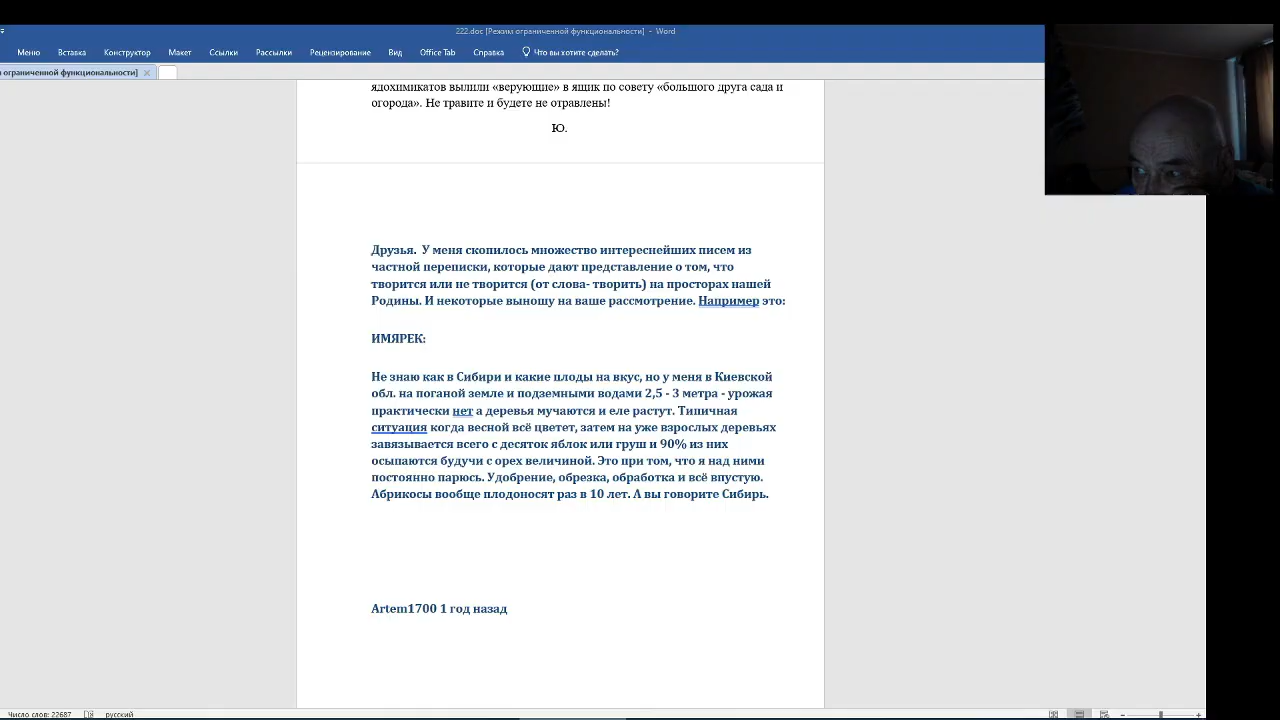 222.doc [Режим ограниченной функциональности] - Word
Меню Вставка Конструктор Макет Ссылки Рассылки Рецензирование Вид Office Tab Справка Что вы хотите сделать?
ограниченной функциональности]
ядохимикатов вылили «верующие» в ящик по совету «большого друга сада и
огорода». Не травите и будете не отравлены!
Ю.
Друзья. У меня скопилось множество интереснейших писем из
частной переписки, которые дают представление о том, что
творится или не творится (от слова- творить) на просторах нашей
Родины. И некоторые выношу на ваше рассмотрение. Например это:
ИМЯРЕК:
Не знаю как в Сибири и какие плоды на вкус, но у меня в Киевской
обл. на поганой земле и подземными водами 2,5 - 3 метра - урожая
практически нет а деревья мучаются и еле растут. Типичная
ситуация когда весной всё цветет, затем на уже взрослых деревьях
завязывается всего с десяток яблок или груш и 90% из них
осыпаются будучи с орех величиной. Это при том, что я над ними
постоянно парюсь. Удобрение, обрезка, обработка и всё впустую.
Абрикосы вообще плодоносят раз в 10 лет. А вы говорите Сибирь.
Artem1700 1 год назад
Число слов: 22687 русский